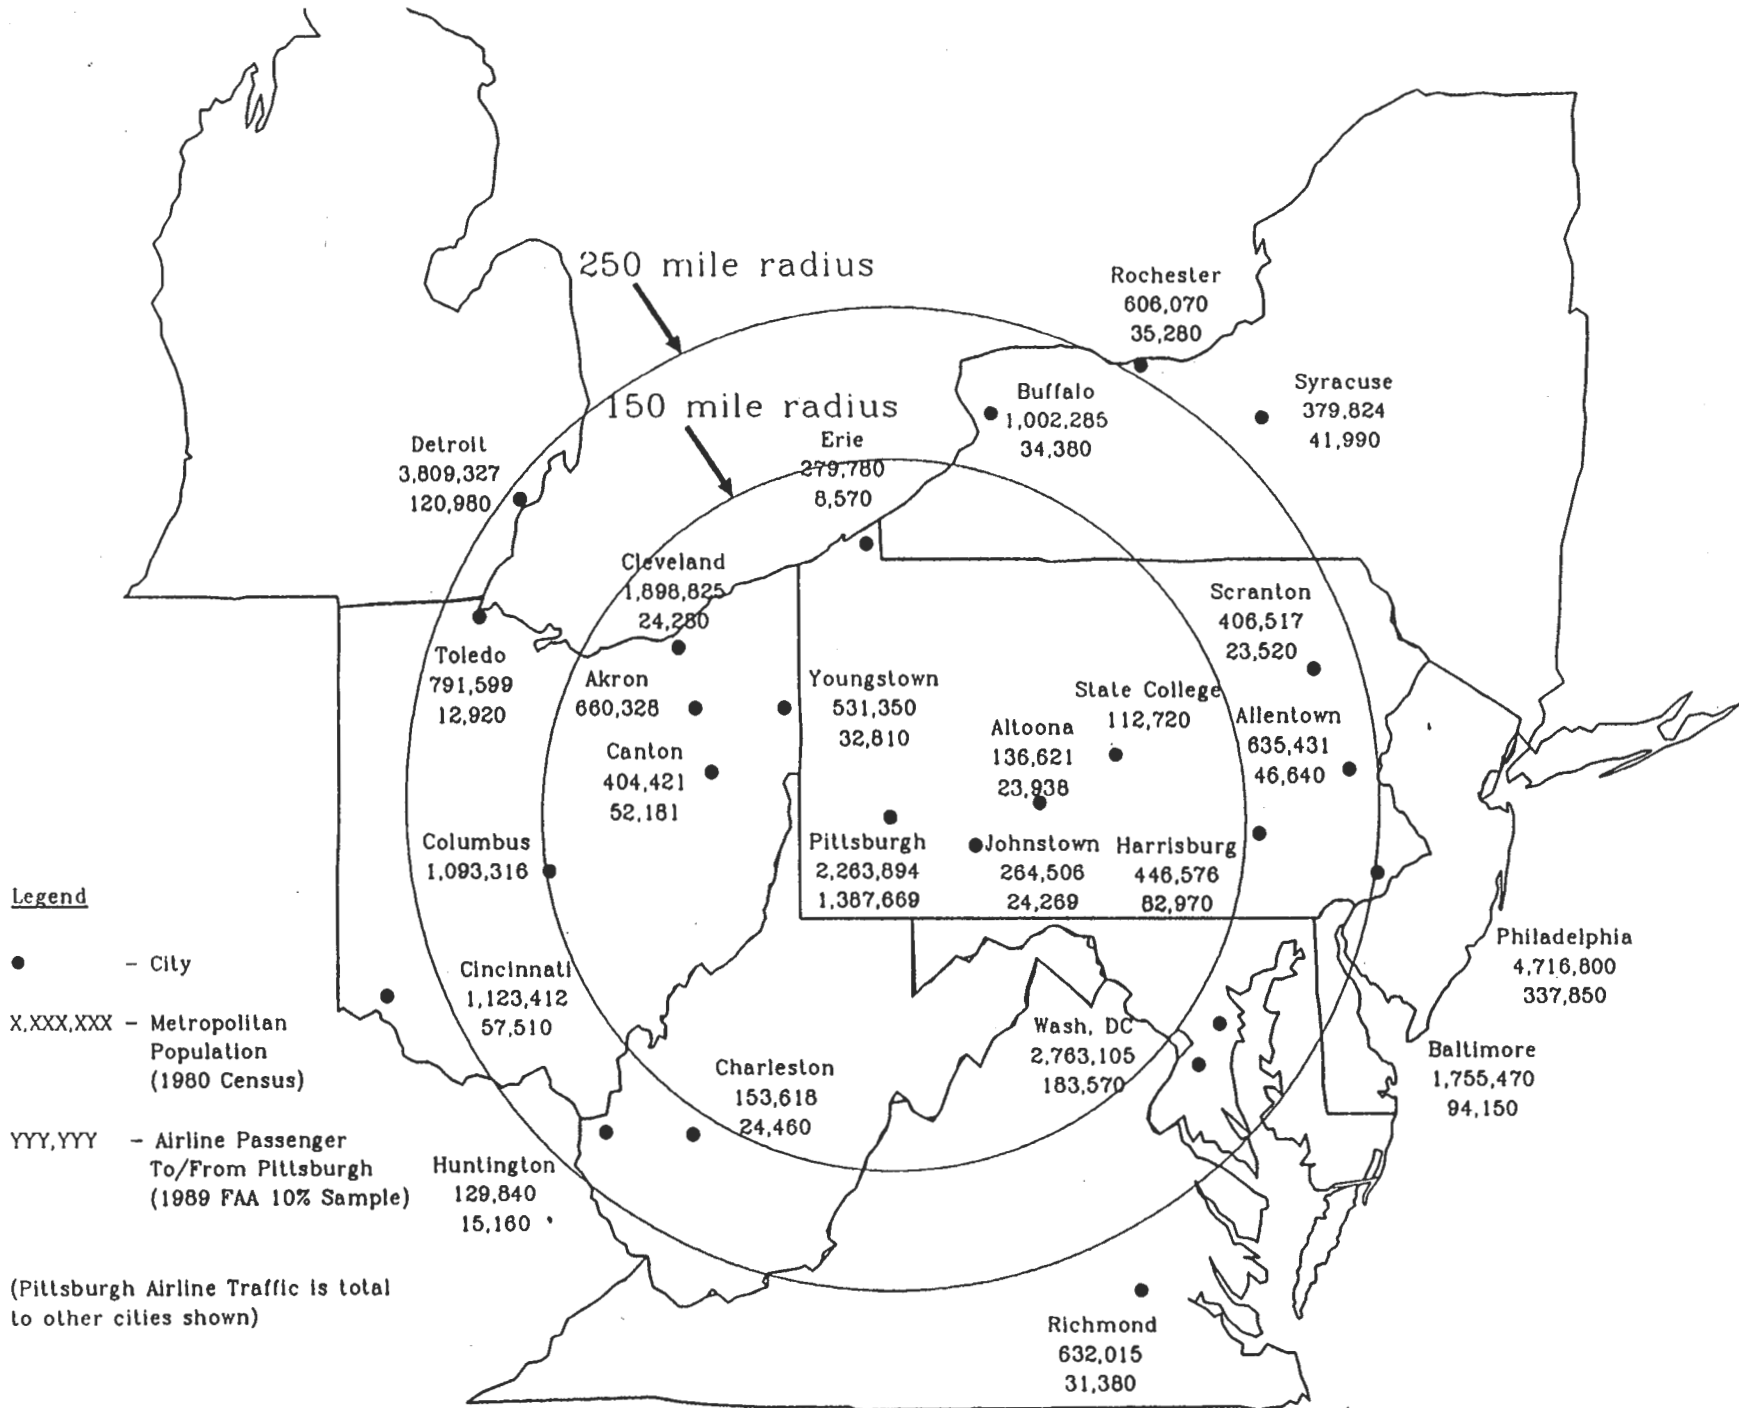 250 mile radius
150 mile radius
Rochester
606,070
35,280
Buffalo
1,002,285
34,380
Syracuse
379,824
41,990
Detroit
3,809,327
120,980
Erie
279,780
8,570
Cleveland
1,898,825
24,280
Scranton
406,517
23,520
Toledo
791,599
12,920
Akron
660,328
Youngstown
531,350
32,810
State College
112,720
Allentown
635,431
46,640
Altoona
136,621
23,938
Canton
404,421
52,181
Columbus
1,093,316
Pittsburgh
2,263,894
1,387,669
Johnstown
264,506
24,269
Harrisburg
446,576
82,970
Philadelphia
4,716,800
337,850
Cincinnati
1,123,412
57,510
Wash, DC
2,763,105
183,570
Baltimore
1,755,470
94,150
Charleston
153,618
24,460
Huntington
129,840
15,160
Richmond
632,015
31,380
Legend
- City
X,XXX,XXX - Metropolitan
Population
(1980 Census)
YYY,YYY - Airline Passenger
To/From Pittsburgh
(1989 FAA 10% Sample)
(Pittsburgh Airline Traffic is total
to other cities shown)